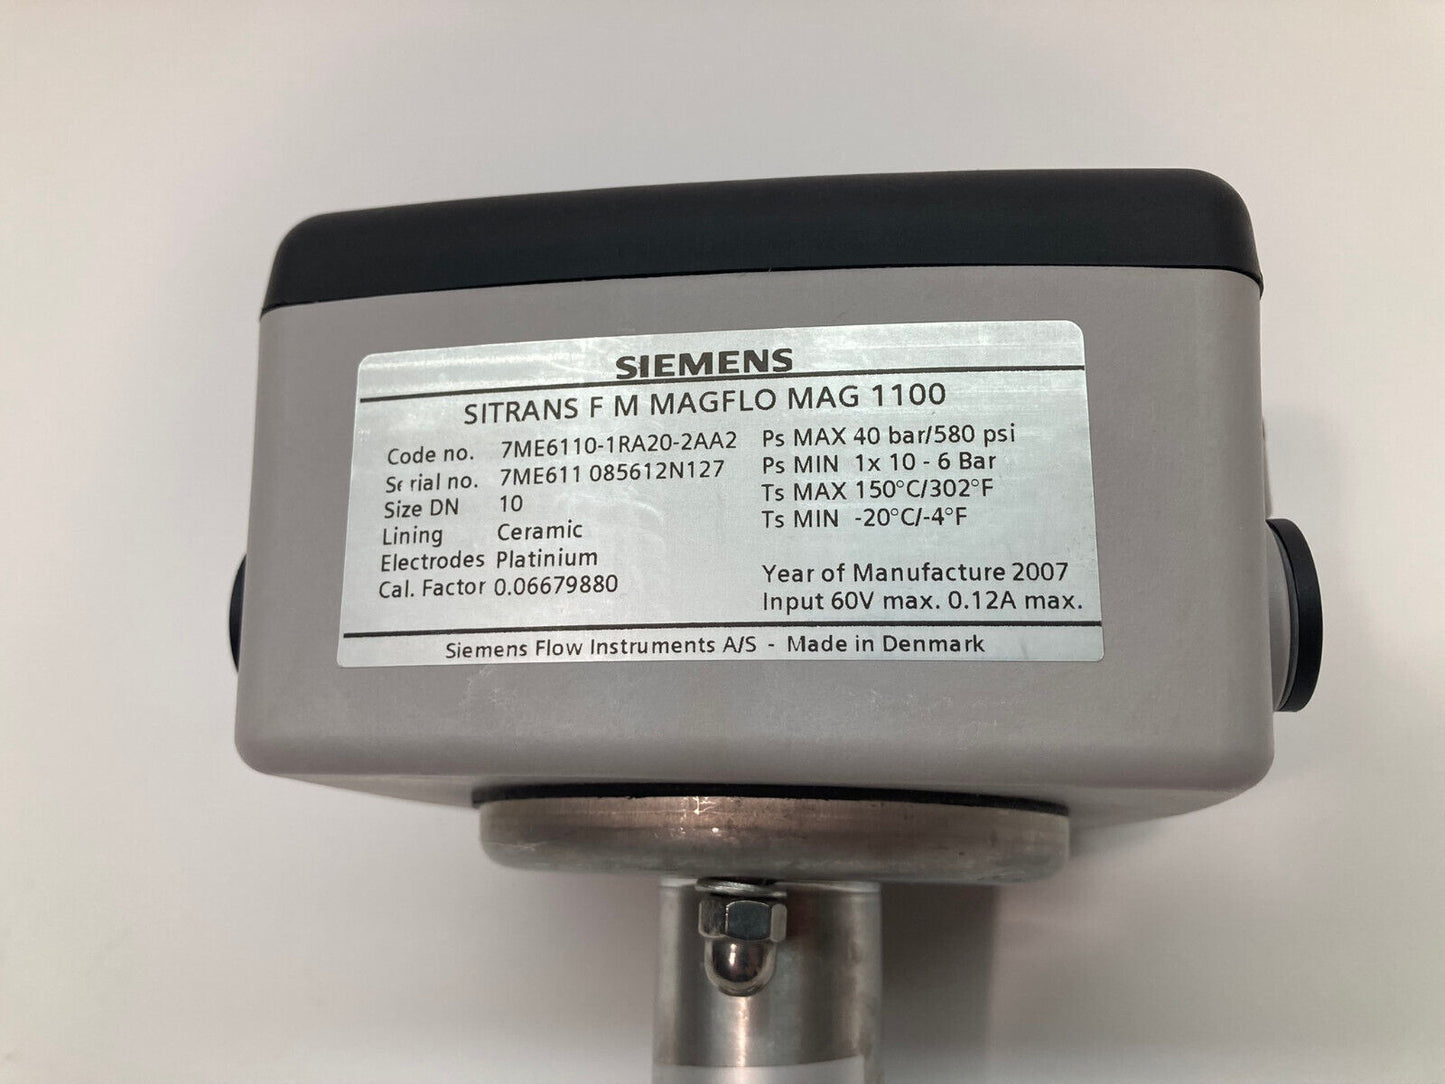 SIEMENS
SITRANS F M MAGFLO MAG 1100
Code no. 7ME6110-1RA20-2AA2
Serial no. 7ME611 085612N127
Size DN 10
Lining Ceramic
Electrodes Platinium
Cal. Factor 0.06679880
Ps MAX 40 bar/580 psi
Ps MIN 1x 10 - 6 Bar
Ts MAX 150°C/302°F
Ts MIN -20°C/-4°F
Year of Manufacture 2007
Input 60V max. 0.12A max.
Siemens Flow Instruments A/S - Made in Denmark